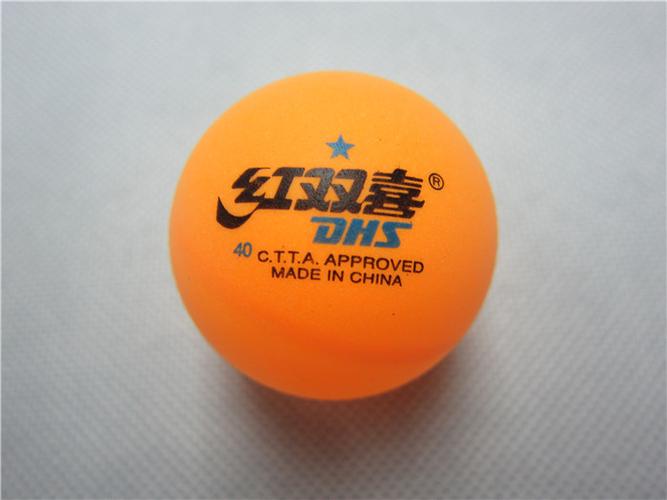 红双喜®
DHS
40 C.T.T.A. APPROVED
MADE IN CHINA